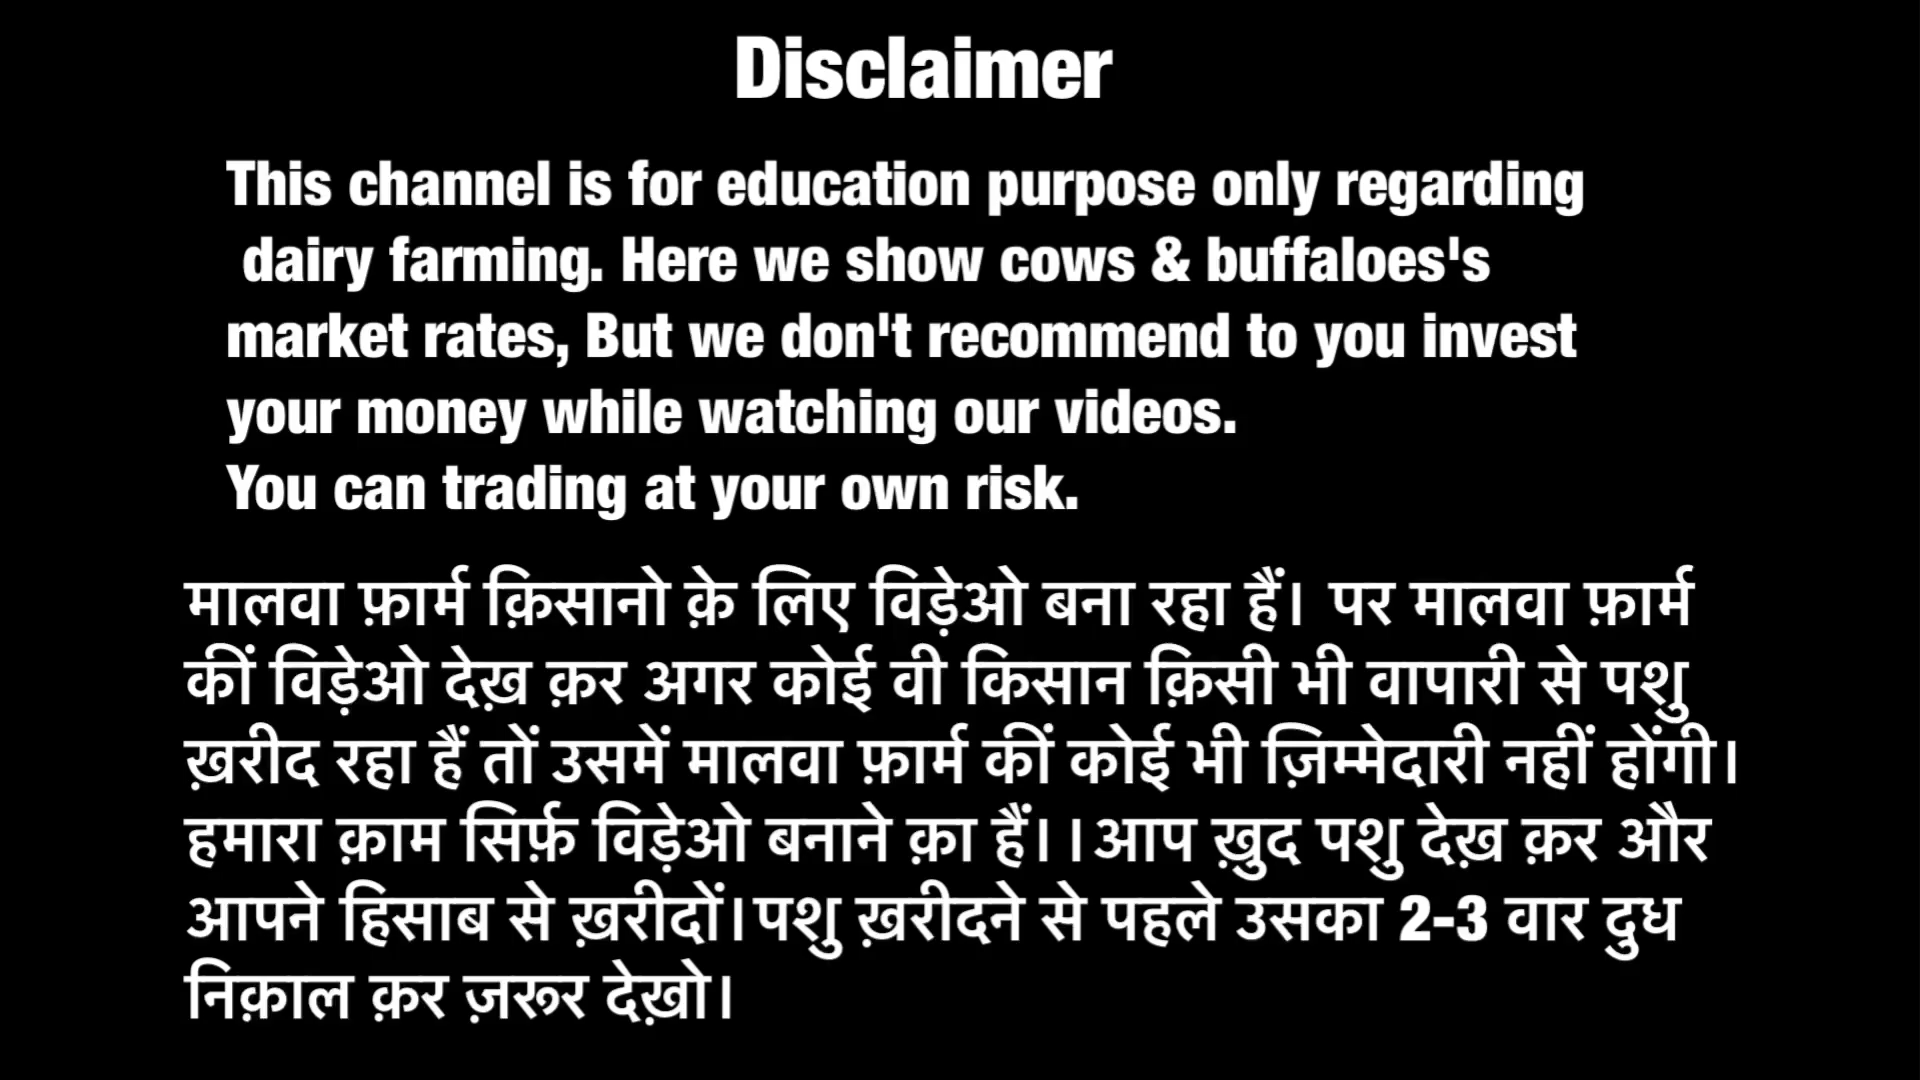 Disclaimer
This channel is for education purpose only regarding
dairy farming. Here we show cows & buffaloes's
market rates, But we don't recommend to you invest
your money while watching our videos.
You can trading at your own risk.
मालवा फ़ार्म क़िसानो क़े लिए विड़ेओ बना रहा हैं। पर मालवा फ़ार्म
कीं विड़ेओ देख़ क़र अगर कोई वी किसान क़िसी भी वापारी से पशु
ख़रीद रहा हैं तों उसमें मालवा फ़ार्म कीं कोई भी ज़िम्मेदारी नहीं होंगी।
हमारा क़ाम सिर्फ़ विड़ेओ बनाने क़ा हैं।।आप ख़ुद पशु देख़ क़र और
आपने हिसाब से ख़रीदों।पशु ख़रीदने से पहले उसका 2-3 वार दुध
निक़ाल क़र ज़रूर देख़ो।